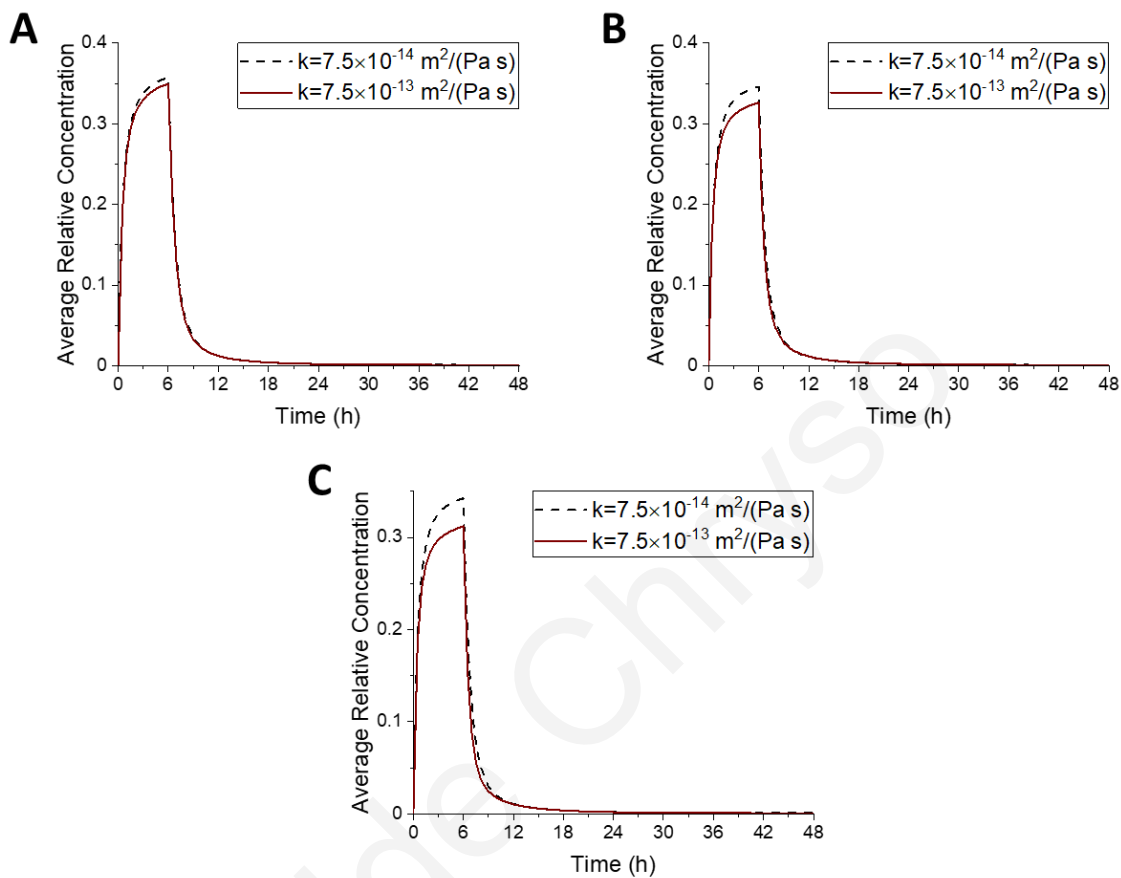 A
Average Relative Concentration
0.4
0.3
0.2
0.1
0
k=7.5×10⁻¹⁴ m²/(Pa s)
k=7.5×10⁻¹³ m²/(Pa s)
0 6 12 18 24 30 36 42 48
Time (h)
B
Average Relative Concentration
0.4
0.3
0.2
0.1
0
k=7.5×10⁻¹⁴ m²/(Pa s)
k=7.5×10⁻¹³ m²/(Pa s)
0 6 12 18 24 30 36 42 48
Time (h)
C
Average Relative Concentration
0.3
0.2
0.1
0
k=7.5×10⁻¹⁴ m²/(Pa s)
k=7.5×10⁻¹³ m²/(Pa s)
0 6 12 18 24 30 36 42 48
Time (h)
de Chryso